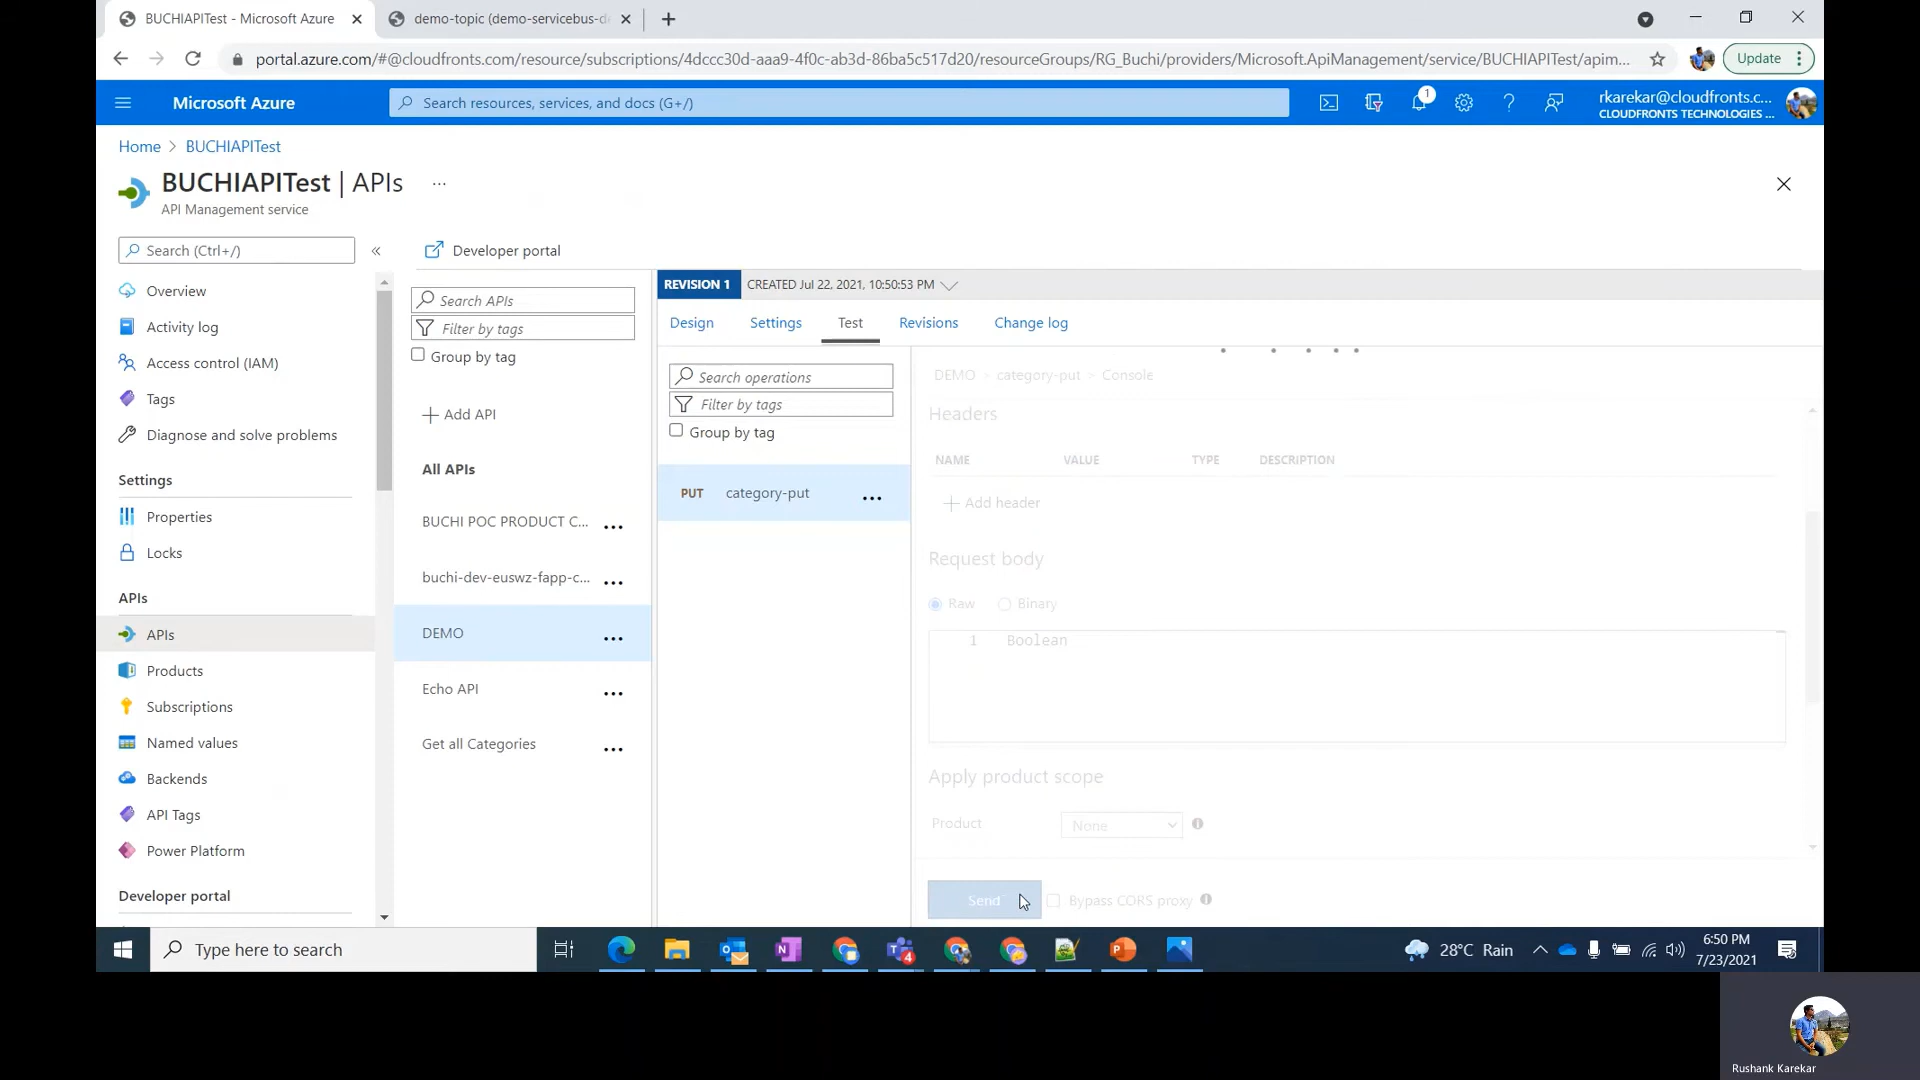 BUCHIAPITest - Microsoft Azure
demo-topic (demo-servicebus-d
portal.azure.com/#@cloudfronts.com/resource/subscriptions/4dccc30d-aaa9-4f0c-ab3d-86ba5c517d20/resourceGroups/RG_Buchi/providers/Microsoft.ApiManagement/service/BUCHIAPITest/apim...
Update
Microsoft Azure
Search resources, services, and docs (G+/)
1
rkarekar@cloudfronts.c...
CLOUDFRONTS TECHNOLOGIES ...
Home > BUCHIAPITest
BUCHIAPITest | APIs ...
API Management service
Search (Ctrl+/)
«
Overview
Activity log
Access control (IAM)
Tags
Diagnose and solve problems
Settings
Properties
Locks
APIs
APIs
Products
Subscriptions
Named values
Backends
API Tags
Power Platform
Developer portal
Developer portal
Search APIs
Filter by tags
Group by tag
Add API
All APIs
BUCHI POC PRODUCT C... ...
buchi-dev-euswz-fapp-c... ...
DEMO ...
Echo API ...
Get all Categories ...
REVISION 1 CREATED Jul 22, 2021, 10:50:53 PM
Design Settings Test Revisions Change log
Search operations
Filter by tags
Group by tag
PUT category-put ...
DEMO > category-put > Console
Headers
NAME VALUE TYPE DESCRIPTION
Add header
Request body
Raw Binary
1 Boolean
Apply product scope
Product None
Send Bypass CORS proxy
Type here to search
4
28°C Rain
6:50 PM
7/23/2021
Rushank Karekar